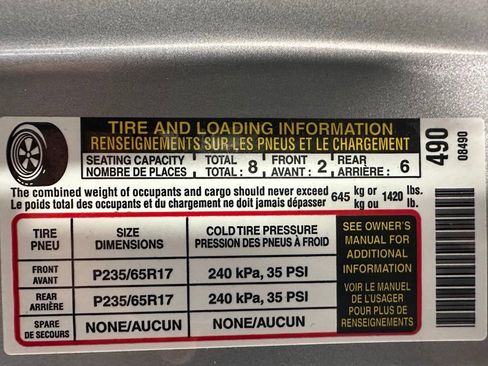 TIRE AND LOADING INFORMATION
RENSEIGNEMENTS SUR LES PNEUS ET LE CHARGEMENT
SEATING CAPACITY TOTAL FRONT REAR
NOMBRE DE PLACES TOTAL : 8 AVANT : 2 ARRIÈRE : 6
The combined weight of occupants and cargo should never exceed 645 kg or 1420 lbs.
Le poids total des occupants et du chargement ne doit jamais dépasser kg ou lb.
TIRE SIZE COLD TIRE PRESSURE
PNEU DIMENSIONS PRESSION DES PNEUS À FROID
FRONT
AVANT P235/65R17 240 kPa, 35 PSI
REAR
ARRIÈRE P235/65R17 240 kPa, 35 PSI
SPARE
DE SECOURS NONE/AUCUN NONE/AUCUN
SEE OWNER'S
MANUAL FOR
ADDITIONAL
INFORMATION
VOIR LE MANUEL
DE L'USAGER
POUR PLUS DE
RENSEIGNEMENTS
490
08490